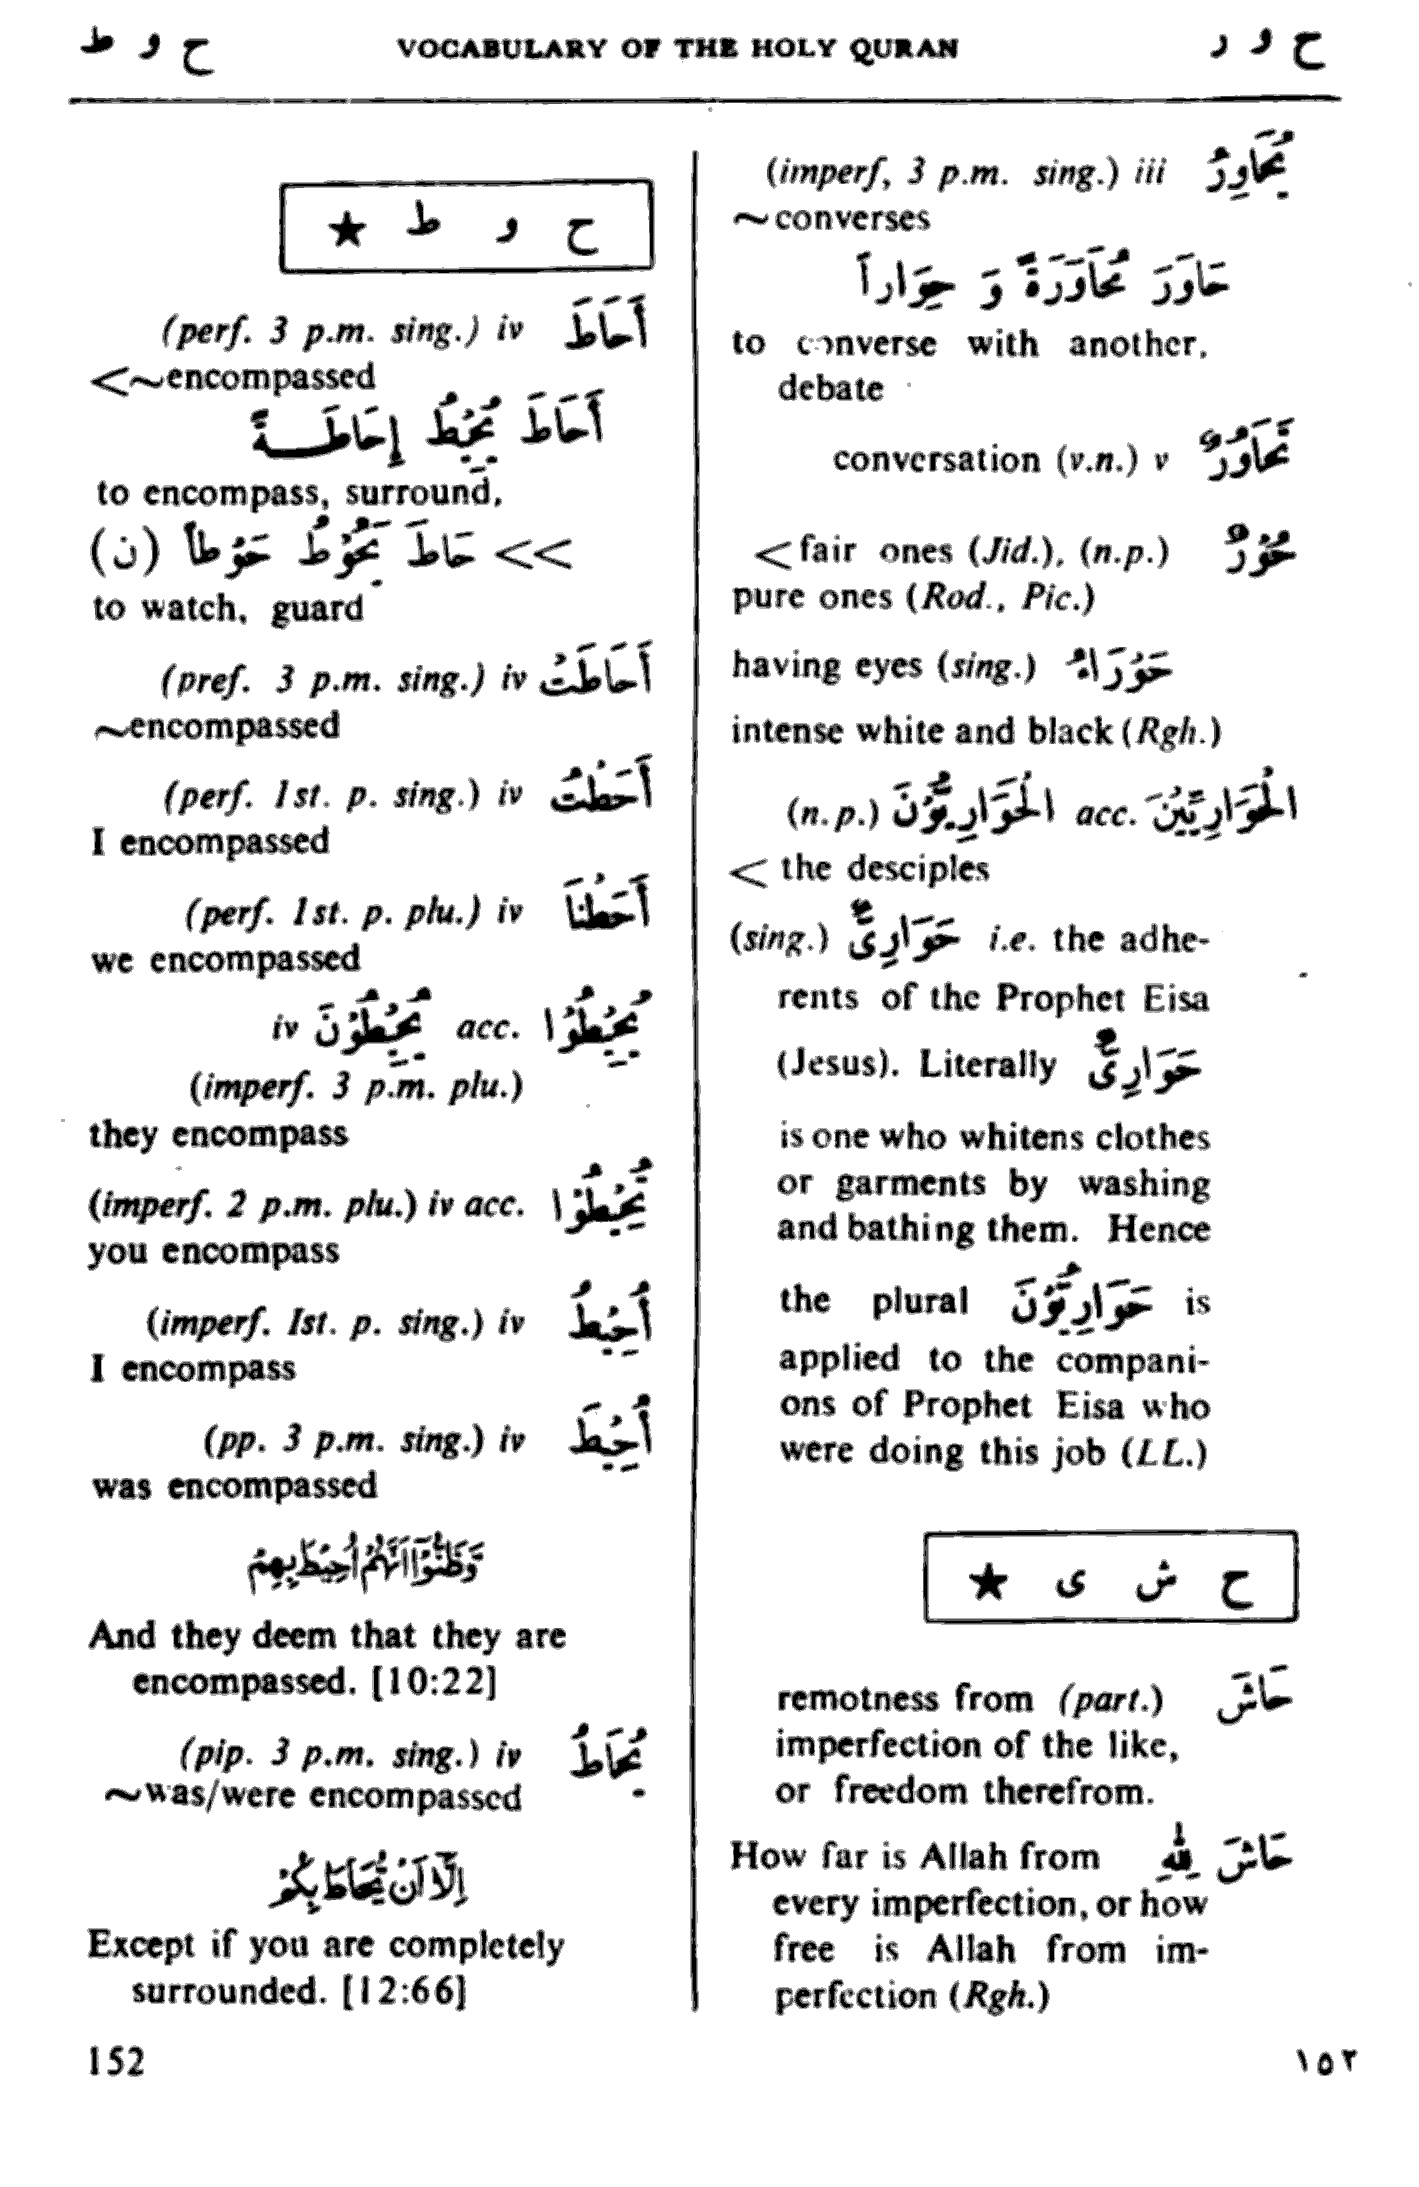 ح و ط VOCABULARY OF THE HOLY QURAN ح و ر
(imperf, 3 p.m. sing.) iii يُحَاوِرُ
~converses
حَاوَرَ مُحَاوَرَةً وَ حِوَاراً
to converse with another,
debate
conversation (v.n.) v تَحَاوُرٌ
<fair ones (Jid.), (n.p.) حُوْرٌ
pure ones (Rod., Pic.)
having eyes (sing.) حَوْرَاءُ
intense white and black (Rgh.)
(n.p.) الْحَوَارِيُّوْنَ acc. الْحَوَارِيِّيْنَ
< the desciples
(sing.) حَوَارِىٌّ i.e. the adhe-
rents of the Prophet Eisa
(Jesus). Literally حَوَارِىٌّ
is one who whitens clothes
or garments by washing
and bathing them. Hence
the plural حَوَارِيُّوْنَ is
applied to the compani-
ons of Prophet Eisa who
were doing this job (LL.)
ح ش ى ★
remotness from (part.) حَاشَ
imperfection of the like,
or freedom therefrom.
How far is Allah from حَاشَ لِلّٰهِ
every imperfection, or how
free is Allah from im-
perfection (Rgh.)
ح و ط ★
(perf. 3 p.m. sing.) iv أَحَاطَ
<~encompassed
أَحَاطَ يُحِيْطُ إِحَاطَـــةً
to encompass, surround,
>> حَاطَ يَحُوْطُ حَوْطاً (ن)
to watch, guard
(pref. 3 p.m. sing.) iv أَحَاطَتْ
~encompassed
(perf. 1st. p. sing.) iv أَحَطْتُ
I encompassed
(perf. 1st. p. plu.) iv أَحَطْنَا
we encompassed
iv يُحِيْطُوْنَ acc. يُحِيْطُوْا
(imperf. 3 p.m. plu.)
they encompass
(imperf. 2 p.m. plu.) iv acc. تُحِيْطُوْا
you encompass
(imperf. Ist. p. sing.) iv أُحِيْطُ
I encompass
(pp. 3 p.m. sing.) iv أُحِيْطَ
was encompassed
وَظَنُّوْٓا اَنَّهُمْ اُحِيْطَ بِهِمْ
And they deem that they are
encompassed. [10:22]
(pip. 3 p.m. sing.) iv يُحَاطُ
~was/were encompassed
اِلَّآ اَنْ يُّحَاطَ بِكُمْ
Except if you are completely
surrounded. [12:66]
152 ١٥٢